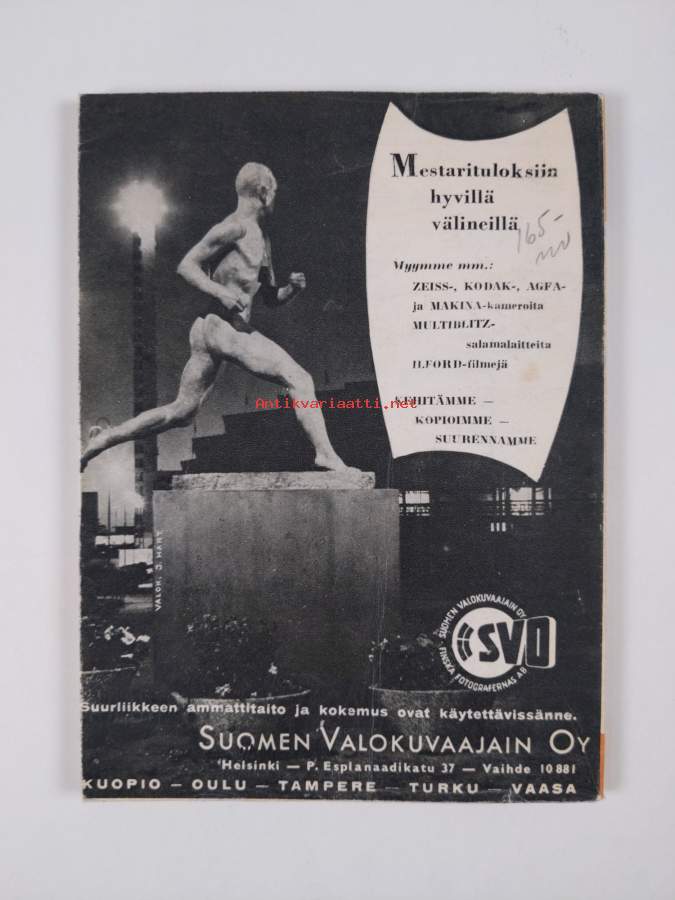 Mestarituloksiin
hyvillä
välineillä
165-
Myymme mm.:
ZEISS-, KODAK-, AGFA-
ja MAKINA-kameroita
MULTIBLITZ-
salamalaitteita
ILFORD-filmejä
KEHITÄMME —
KOPIOIMME —
SUURENNAMME
Antikvariaatti.net
VALOK. J. HARY
SUOMEN VALOKUVAAJAIN OY
SVO
FINSKA FOTOGRAFERNAS AB
Suurliikkeen ammattitaito ja kokemus ovat käytettävissänne.
SUOMEN VALOKUVAAJAIN OY
Helsinki — P. Esplanaadikatu 37 — Vaihde 10 881
KUOPIO — OULU — TAMPERE — TURKU — VAASA